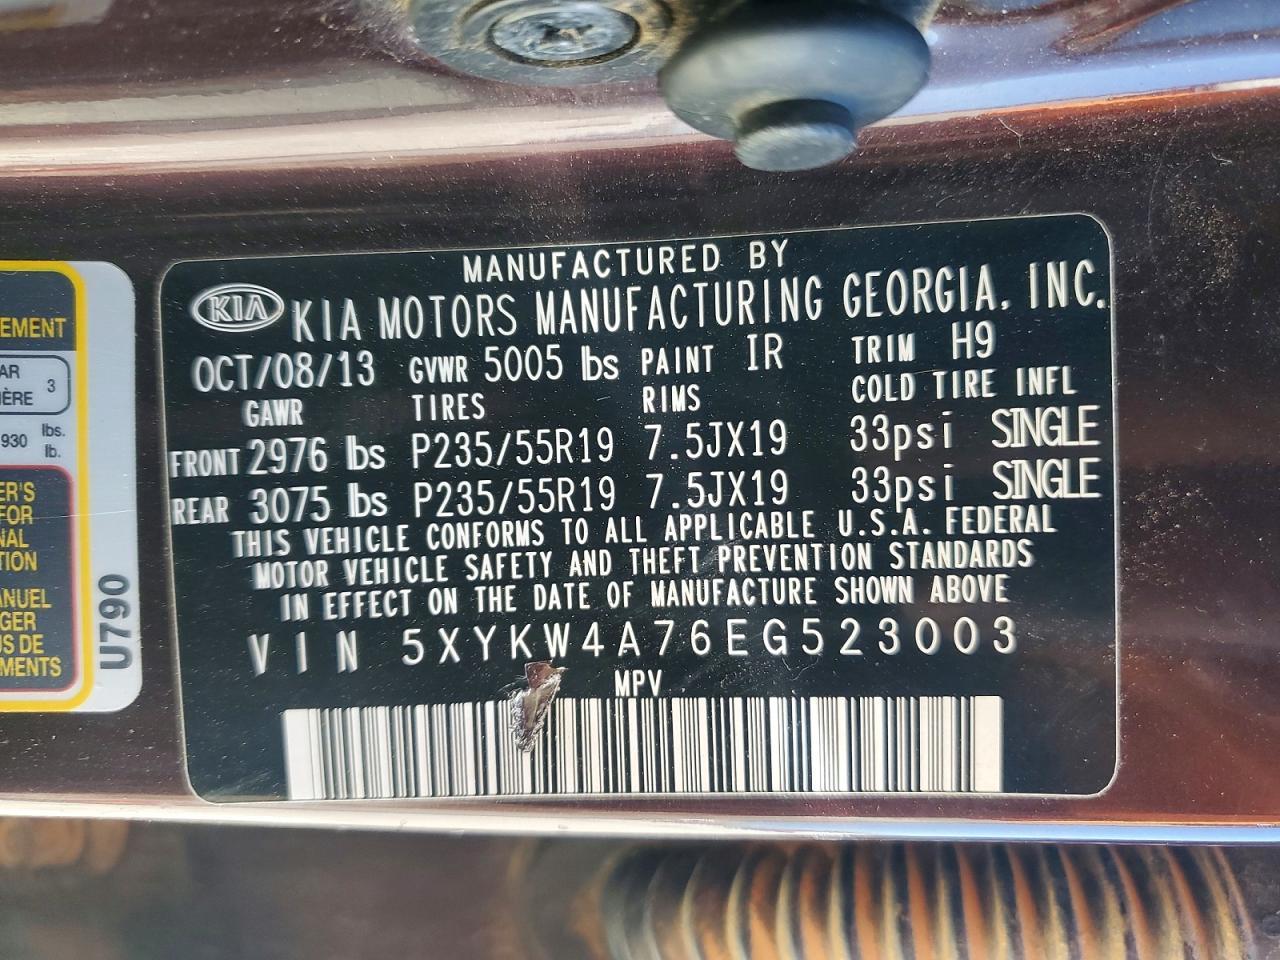 MANUFACTURED BY
KIA KIA MOTORS MANUFACTURING GEORGIA, INC.
OCT/08/13 GVWR 5005 lbs PAINT IR TRIM H9
GAWR TIRES RIMS COLD TIRE INFL
FRONT 2976 lbs P235/55R19 7.5JX19 33psi SINGLE
REAR 3075 lbs P235/55R19 7.5JX19 33psi SINGLE
THIS VEHICLE CONFORMS TO ALL APPLICABLE U.S.A. FEDERAL
MOTOR VEHICLE SAFETY AND THEFT PREVENTION STANDARDS
IN EFFECT ON THE DATE OF MANUFACTURE SHOWN ABOVE
VIN 5XYKW4A76EG523003
MPV
EMENT
AR
IÈRE 3
930 lbs.
lb.
ER'S
FOR
NAL
TION
ANUEL
GER
US DE
MENTS
U790